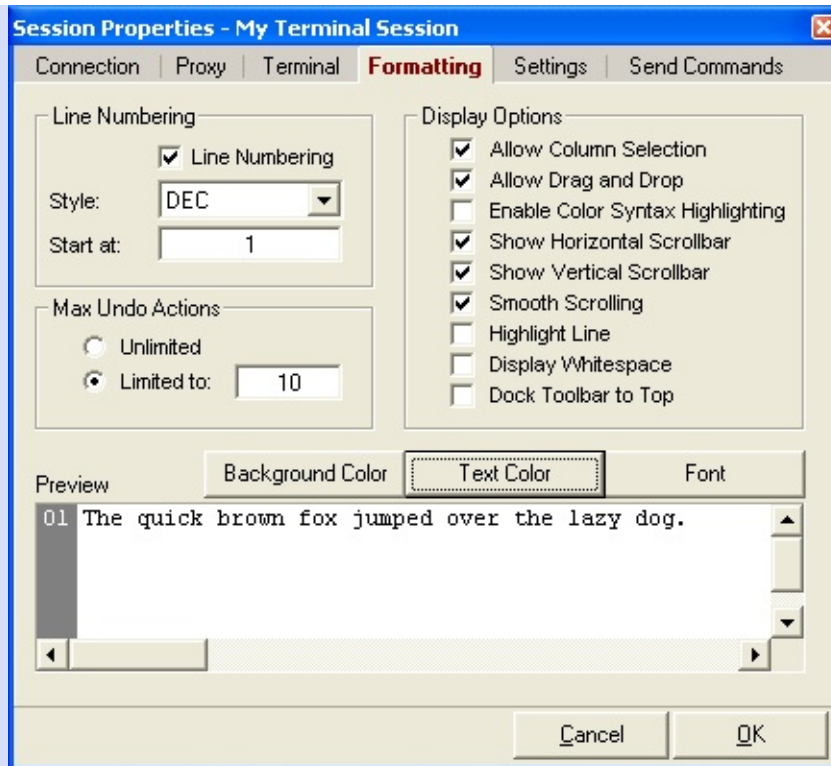 Session Properties - My Terminal Session
Connection | Proxy | Terminal Formatting Settings | Send Commands
Line Numbering
Line Numbering
Style: DEC
Start at: 1
Max Undo Actions
Unlimited
Limited to: 10
Display Options
Allow Column Selection
Allow Drag and Drop
Enable Color Syntax Highlighting
Show Horizontal Scrollbar
Show Vertical Scrollbar
Smooth Scrolling
Highlight Line
Display Whitespace
Dock Toolbar to Top
Preview
Background Color Text Color Font
01 The quick brown fox jumped over the lazy dog.
Cancel OK